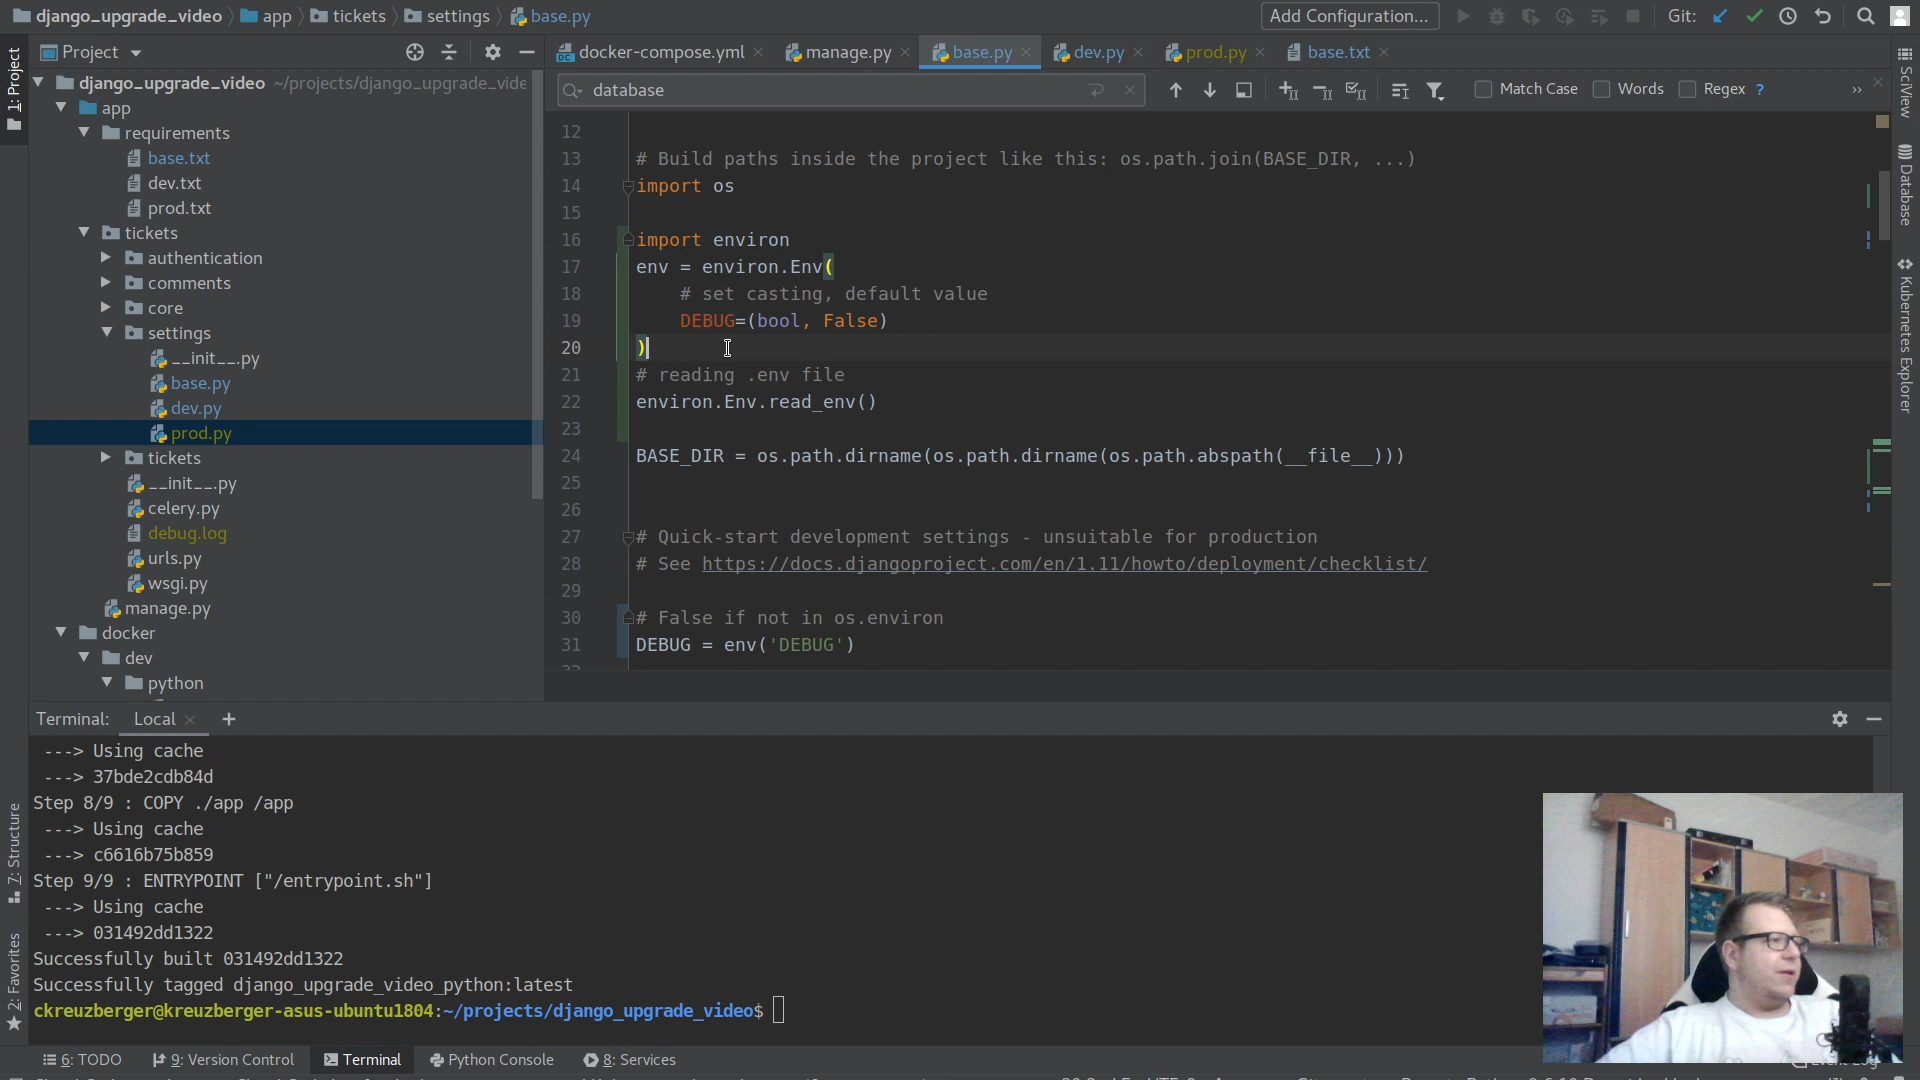 django_upgrade_video app tickets settings base.py
Add Configuration... Git:
Project
docker-compose.yml manage.py base.py dev.py prod.py base.txt
database
Match Case Words Regex ?
1: Project
7: Structure
2: Favorites
SciView
Database
Kubernetes Explorer
django_upgrade_video ~/projects/django_upgrade_vide
app
requirements
base.txt
dev.txt
prod.txt
tickets
authentication
comments
core
settings
__init__.py
base.py
dev.py
prod.py
tickets
__init__.py
celery.py
debug.log
urls.py
wsgi.py
manage.py
docker
dev
python
12
13 # Build paths inside the project like this: os.path.join(BASE_DIR, ...)
14 import os
15
16 import environ
17 env = environ.Env(
18 # set casting, default value
19 DEBUG=(bool, False)
20 )
21 # reading .env file
22 environ.Env.read_env()
23
24 BASE_DIR = os.path.dirname(os.path.dirname(os.path.abspath(__file__)))
25
26
27 # Quick-start development settings - unsuitable for production
28 # See https://docs.djangoproject.com/en/1.11/howto/deployment/checklist/
29
30 # False if not in os.environ
31 DEBUG = env('DEBUG')
Terminal: Local +
---> Using cache
---> 37bde2cdb84d
Step 8/9 : COPY ./app /app
---> Using cache
---> c6616b75b859
Step 9/9 : ENTRYPOINT ["/entrypoint.sh"]
---> Using cache
---> 031492dd1322
Successfully built 031492dd1322
Successfully tagged django_upgrade_video_python:latest
ckreuzberger@kreuzberger-asus-ubuntu1804:~/projects/django_upgrade_video$
6: TODO 9: Version Control Terminal Python Console 8: Services